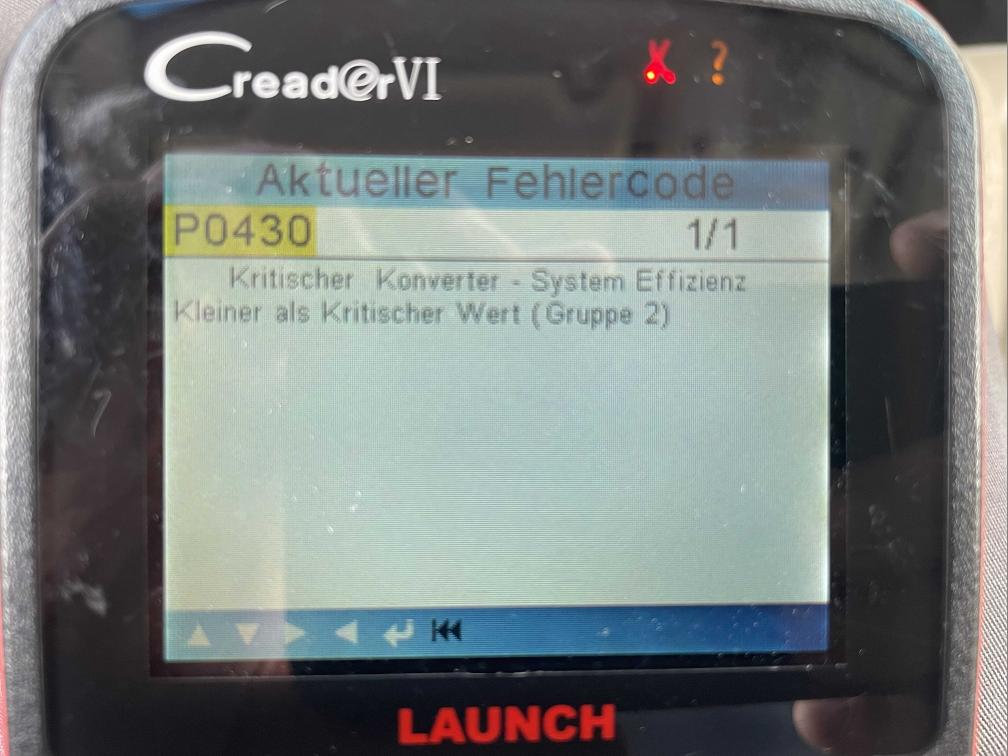 Cread@rVI
?
Aktueller Fehlercode
P0430 1/1
Kritischer Konverter - System Effizienz
Kleiner als Kritischer Wert (Gruppe 2)
LAUNCH